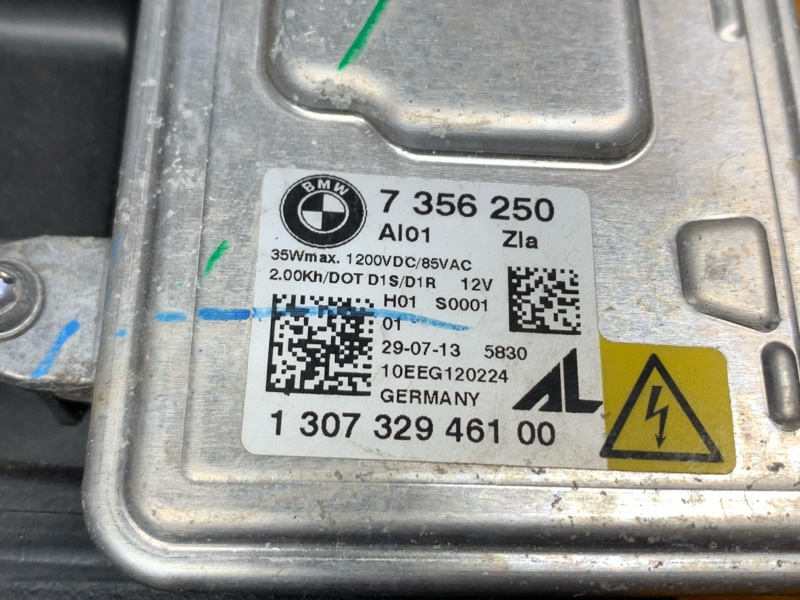 BMW
7 356 250
AI01 ZIa
35Wmax. 1200VDC/85VAC
2.00Kh/DOT D1S/D1R 12V
H01 S0001
01
29-07-13 5830
10EEG120224
GERMANY
AL
1 307 329 461 00